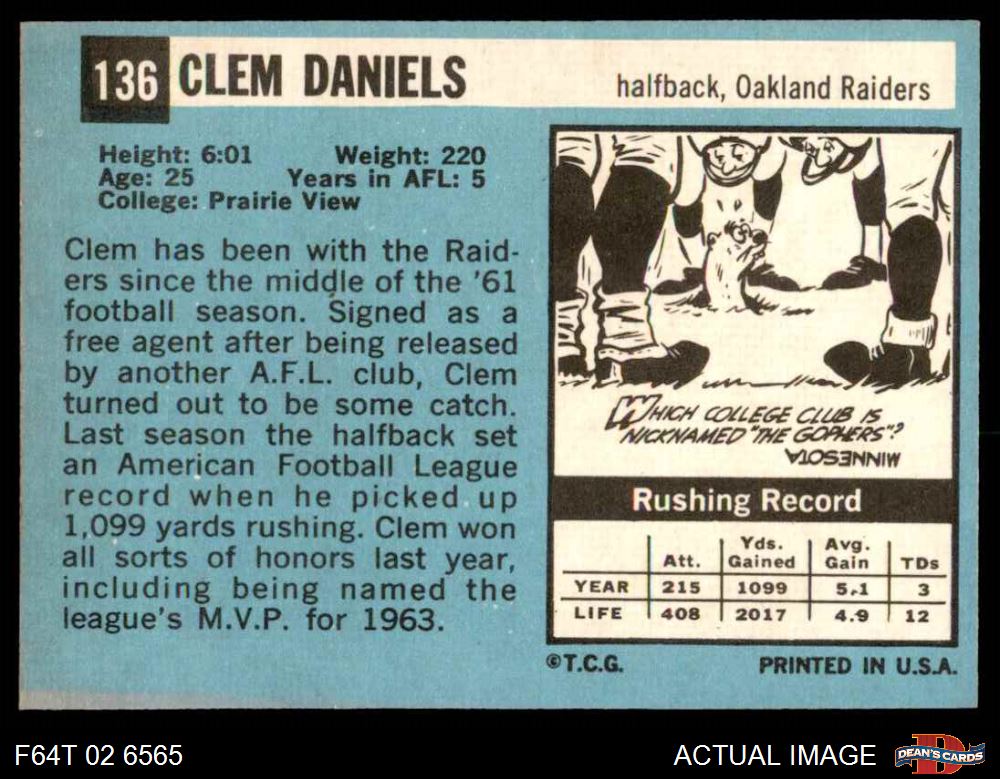 136 CLEM DANIELS
halfback, Oakland Raiders
Height: 6:01 Weight: 220
Age: 25 Years in AFL: 5
College: Prairie View
Clem has been with the Raid-
ers since the middle of the '61
football season. Signed as a
free agent after being released
by another A.F.L. club, Clem
turned out to be some catch.
Last season the halfback set
an American Football League
record when he picked up
1,099 yards rushing. Clem won
all sorts of honors last year,
including being named the
league's M.V.P. for 1963.
WHICH COLLEGE CLUB IS
NICKNAMED "THE GOPHERS"?
MINNESOTA
Rushing Record
Att. Yds. Gained Avg. Gain TDs
YEAR 215 1099 5.1 3
LIFE 408 2017 4.9 12
©T.C.G. PRINTED IN U.S.A.
F64T 02 6565 ACTUAL IMAGE DEAN'S CARDS